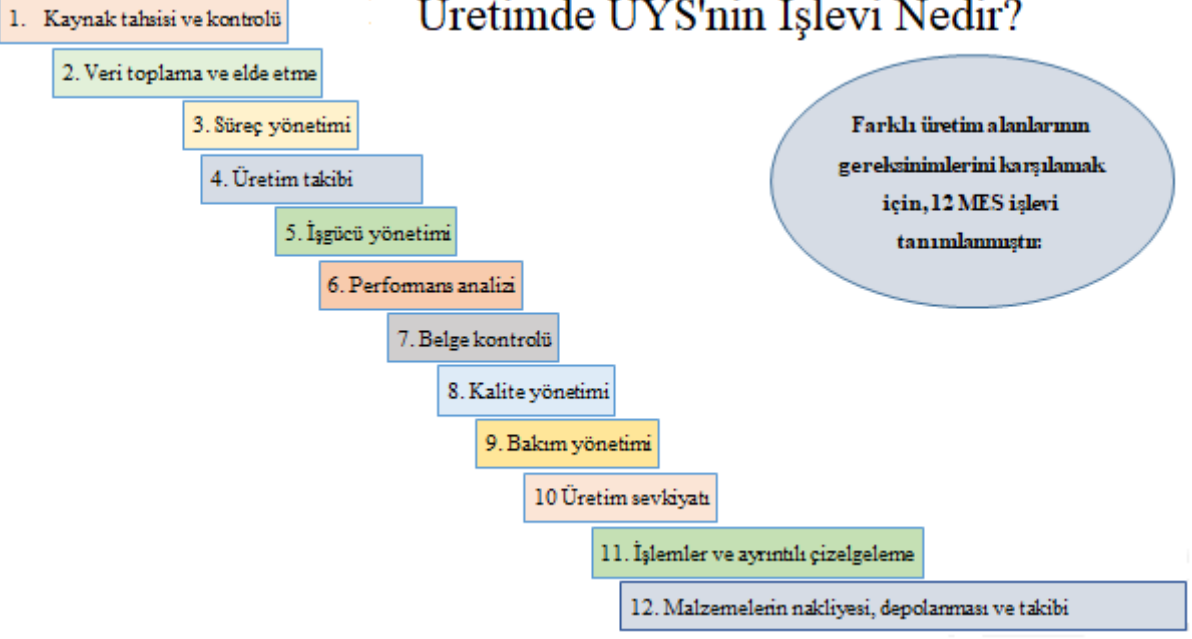 Üretimde ÜYS'nin İşlevi Nedir?
1. Kaynak tahsisi ve kontrolü
2. Veri toplama ve elde etme
3. Süreç yönetimi
4. Üretim takibi
5. İşgücü yönetimi
6. Performans analizi
7. Belge kontrolü
8. Kalite yönetimi
9. Bakım yönetimi
10 Üretim sevkiyatı
11. İşlemler ve ayrıntılı çizelgeleme
12. Malzemelerin nakliyesi, depolanması ve takibi
Farklı üretim alanlarının
gereksinimlerini karşılamak
için, 12 MES işlevi
tanımlanmıştır: